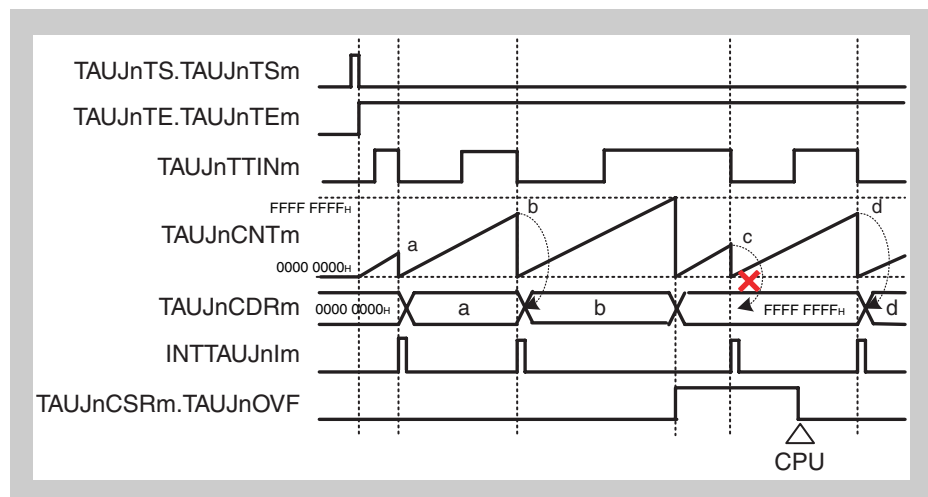 TAUJnTS.TAUJnTSm
TAUJnTE.TAUJnTEm
TAUJnTTINm
FFFF FFFFH
b
d
TAUJnCNTm
a
c
0000 0000H
TAUJnCDRm
0000 0000H
a
b
FFFF FFFFH
d
INTTAUJnIm
TAUJnCSRm.TAUJnOVF
CPU